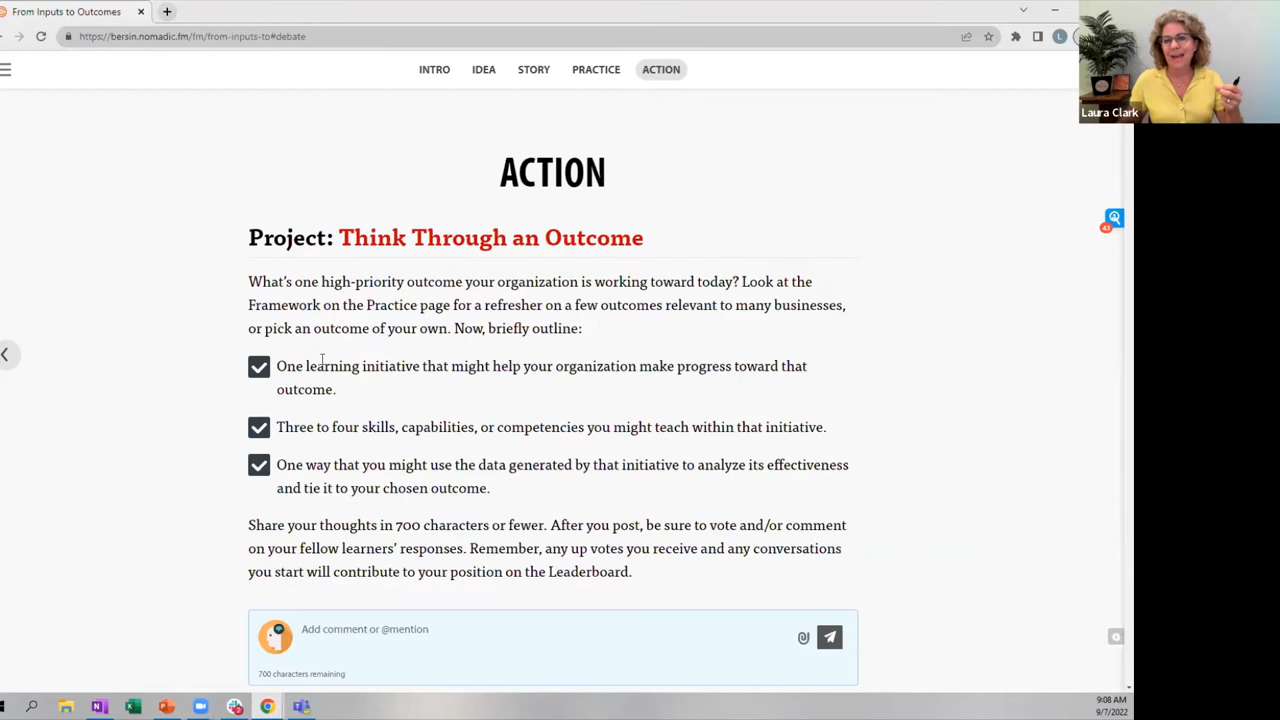 From Inputs to Outcomes
https://bersin.nomadic.fm/fm/from-inputs-to#debate
L
INTRO IDEA STORY PRACTICE ACTION
Laura Clark
ACTION
Project: Think Through an Outcome
What's one high-priority outcome your organization is working toward today? Look at the
Framework on the Practice page for a refresher on a few outcomes relevant to many businesses,
or pick an outcome of your own. Now, briefly outline:
One learning initiative that might help your organization make progress toward that
outcome.
Three to four skills, capabilities, or competencies you might teach within that initiative.
One way that you might use the data generated by that initiative to analyze its effectiveness
and tie it to your chosen outcome.
Share your thoughts in 700 characters or fewer. After you post, be sure to vote and/or comment
on your fellow learners' responses. Remember, any up votes you receive and any conversations
you start will contribute to your position on the Leaderboard.
Add comment or @mention
700 characters remaining
43
9:08 AM
9/7/2022